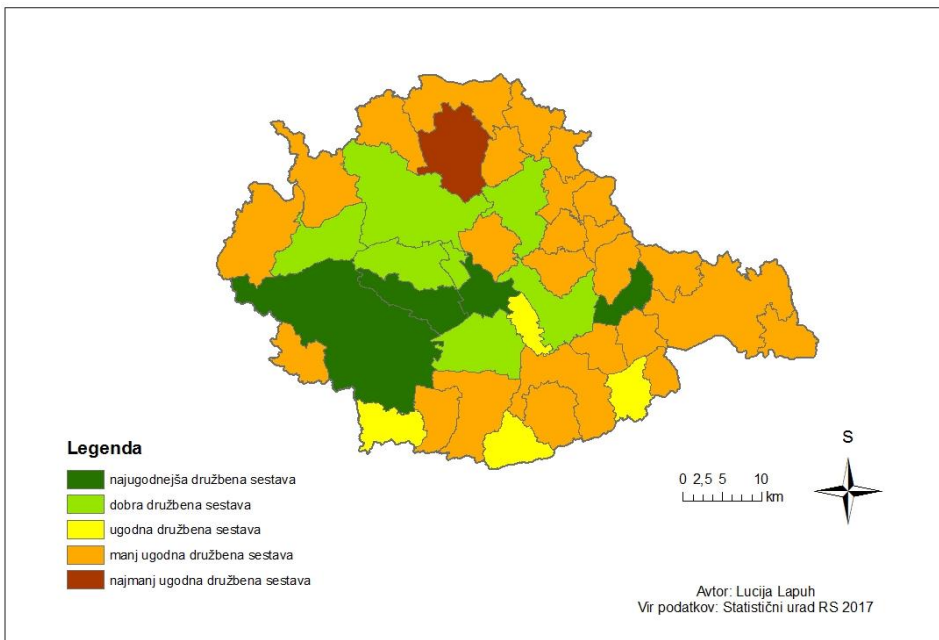 Legenda
najugodnejša družbena sestava
dobra družbena sestava
ugodna družbena sestava
manj ugodna družbena sestava
najmanj ugodna družbena sestava
S
0 2,5 5 10
km
Avtor: Lucija Lapuh
Vir podatkov: Statistični urad RS 2017